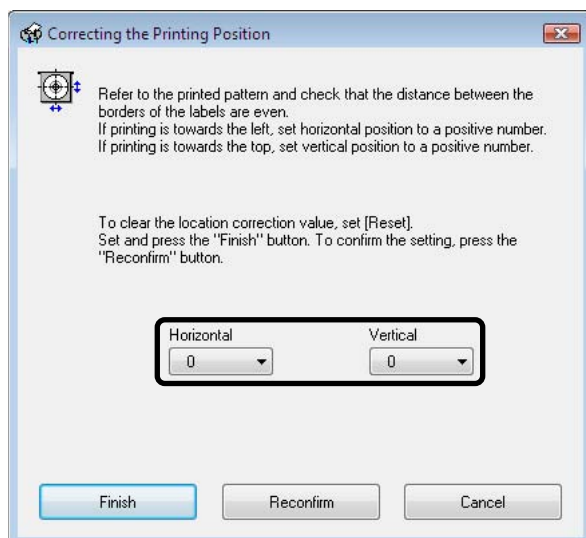 Correcting the Printing Position
Refer to the printed pattern and check that the distance between the
borders of the labels are even.
If printing is towards the left, set horizontal position to a positive number.
If printing is towards the top, set vertical position to a positive number.
To clear the location correction value, set [Reset].
Set and press the "Finish" button. To confirm the setting, press the
"Reconfirm" button.
Horizontal Vertical
0 0
Finish Reconfirm Cancel